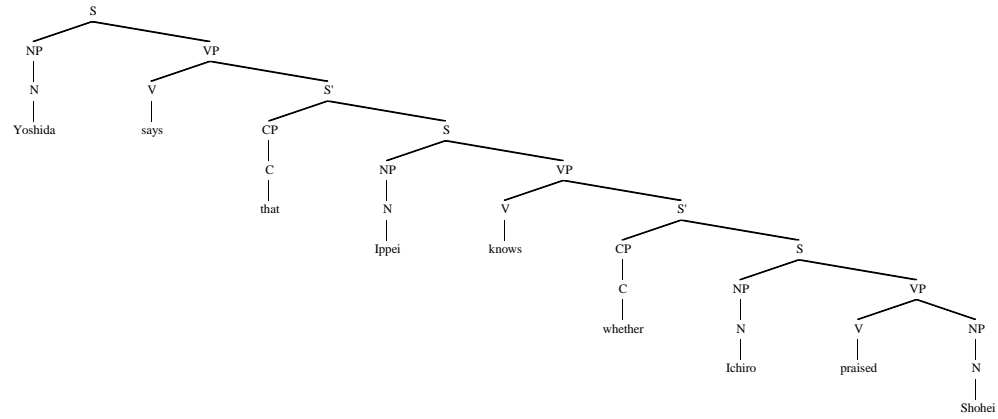 S
NP VP
N V S'
Yoshida says CP S
C NP VP
that N V S'
Ippei knows CP S
C NP VP
whether N V NP
Ichiro praised N
Shohei